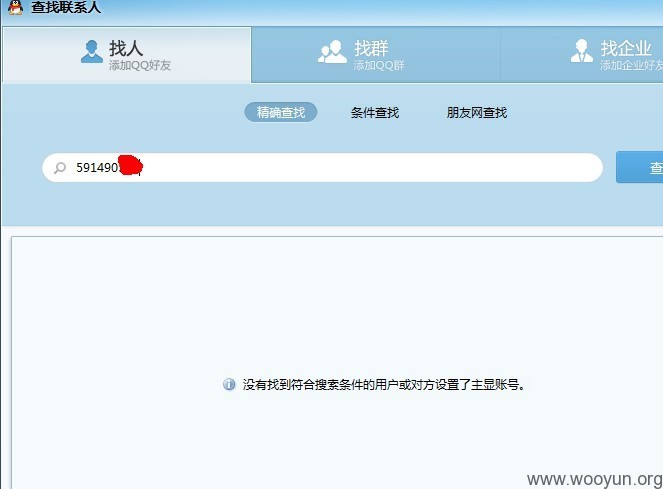 查找联系人
找人
添加QQ好友
找群
添加QQ群
找企业
添加企业好友
精确查找
条件查找
朋友网查找
591490
查
没有找到符合搜索条件的用户或对方设置了主显账号。
www.wooyun.org